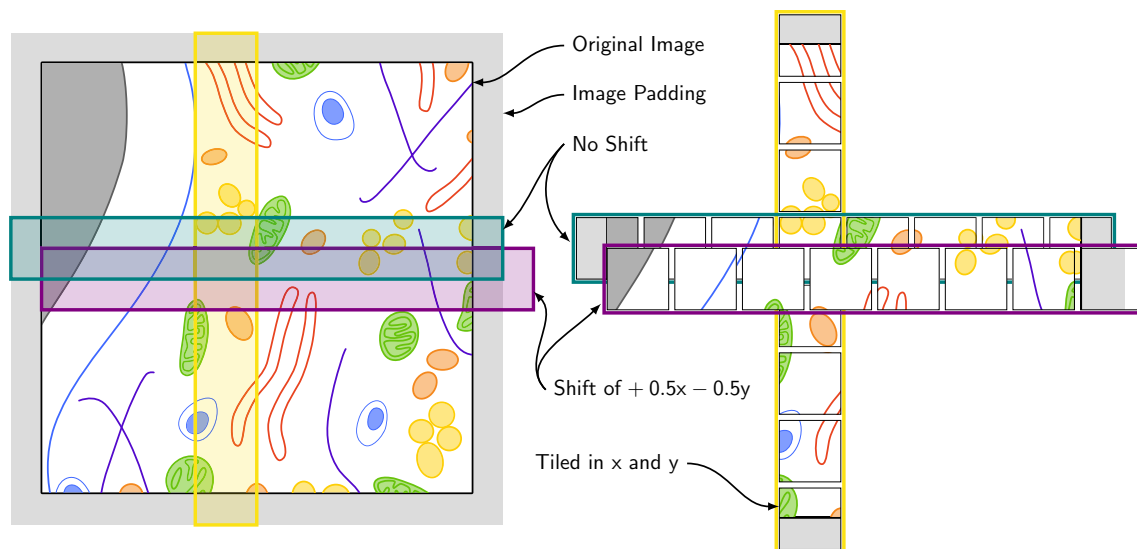 Original Image
Image Padding
No Shift
Shift of + 0.5x − 0.5y
Tiled in x and y